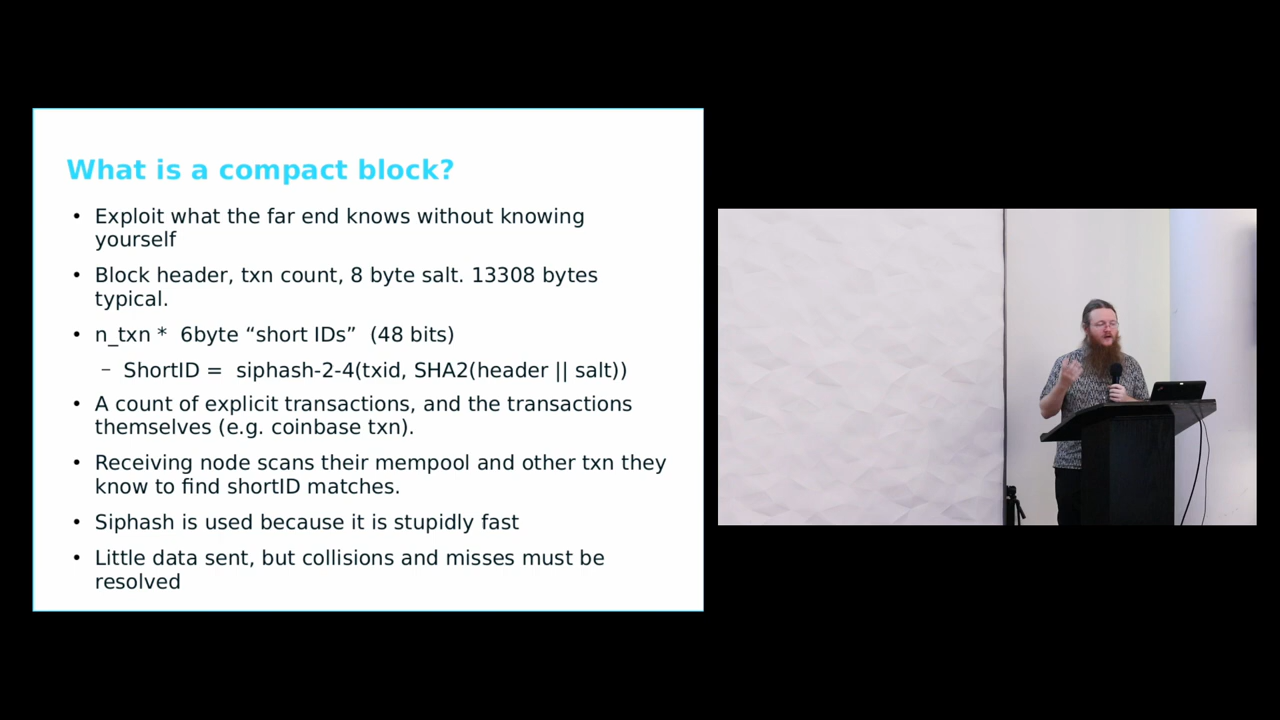 What is a compact block?
• Exploit what the far end knows without knowing
yourself
• Block header, txn count, 8 byte salt. 13308 bytes
typical.
• n_txn *  6byte “short IDs”  (48 bits)
– ShortID =  siphash-2-4(txid, SHA2(header || salt))
• A count of explicit transactions, and the transactions
themselves (e.g. coinbase txn).
• Receiving node scans their mempool and other txn they
know to find shortID matches.
• Siphash is used because it is stupidly fast
• Little data sent, but collisions and misses must be
resolved